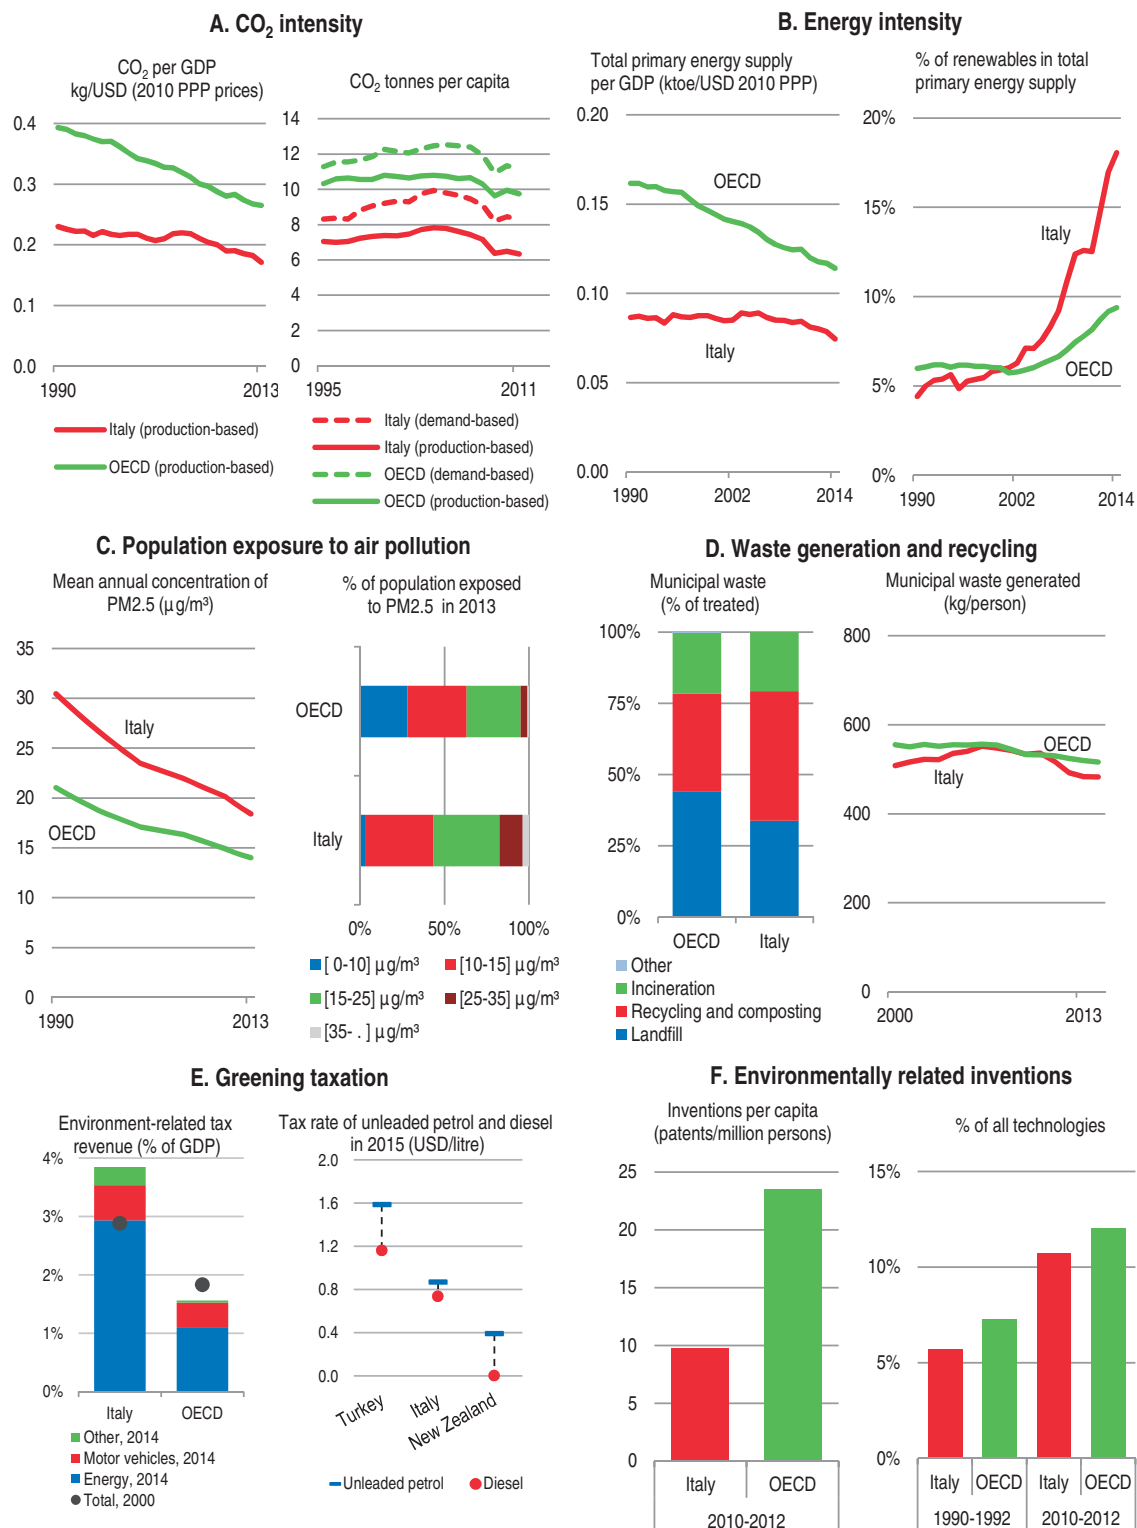 A. CO₂ intensity
CO₂ per GDP
kg/USD (2010 PPP prices)
0.4
0.3
0.2
0.1
0.0
1990
2013
Italy (production-based)
OECD (production-based)
CO₂ tonnes per capita
14
12
10
8
6
4
2
0
1995
2011
Italy (demand-based)
Italy (production-based)
OECD (demand-based)
OECD (production-based)
B. Energy intensity
Total primary energy supply
per GDP (ktoe/USD 2010 PPP)
0.20
0.15
0.10
0.05
0.00
OECD
Italy
1990
2002
2014
% of renewables in total
primary energy supply
20%
15%
10%
5%
0%
Italy
OECD
1990
2002
2014
C. Population exposure to air pollution
Mean annual concentration of
PM2.5 (µg/m³)
35
30
25
20
15
10
5
0
Italy
OECD
1990
2013
% of population exposed
to PM2.5 in 2013
OECD
Italy
0%
50%
100%
[ 0-10] µg/m³
[10-15] µg/m³
[15-25] µg/m³
[25-35] µg/m³
[35- . ] µg/m³
D. Waste generation and recycling
Municipal waste
(% of treated)
100%
75%
50%
25%
0%
OECD
Italy
Other
Incineration
Recycling and composting
Landfill
Municipal waste generated
(kg/person)
800
600
400
200
0
OECD
Italy
2000
2013
E. Greening taxation
Environment-related tax
revenue (% of GDP)
4%
3%
2%
1%
0%
Italy
OECD
Other, 2014
Motor vehicles, 2014
Energy, 2014
Total, 2000
Tax rate of unleaded petrol and diesel
in 2015 (USD/litre)
2.0
1.6
1.2
0.8
0.4
0.0
Turkey
Italy
New Zealand
Unleaded petrol
Diesel
F. Environmentally related inventions
Inventions per capita
(patents/million persons)
25
20
15
10
5
0
Italy
OECD
2010-2012
% of all technologies
15%
10%
5%
0%
Italy
OECD
Italy
OECD
1990-1992
2010-2012